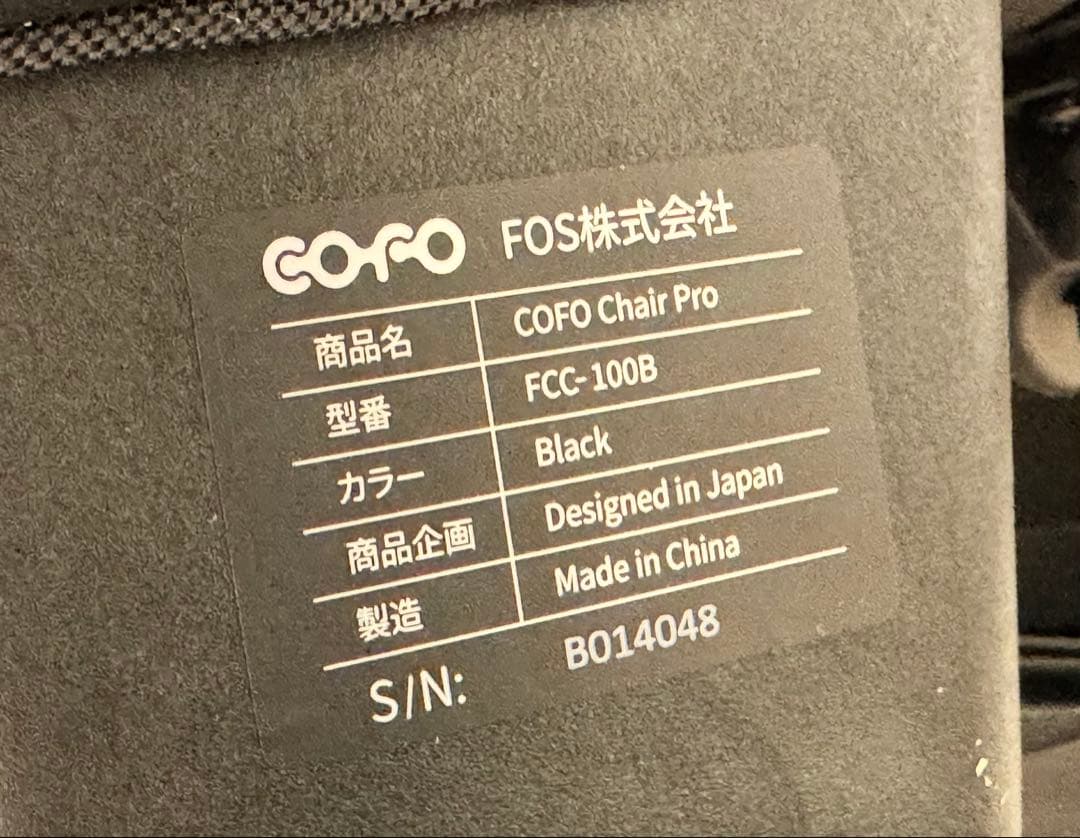 COFO FOS株式会社
商品名 COFO Chair Pro
型番 FCC-100B
カラー Black
商品企画 Designed in Japan
製造 Made in China
S/N: B014048